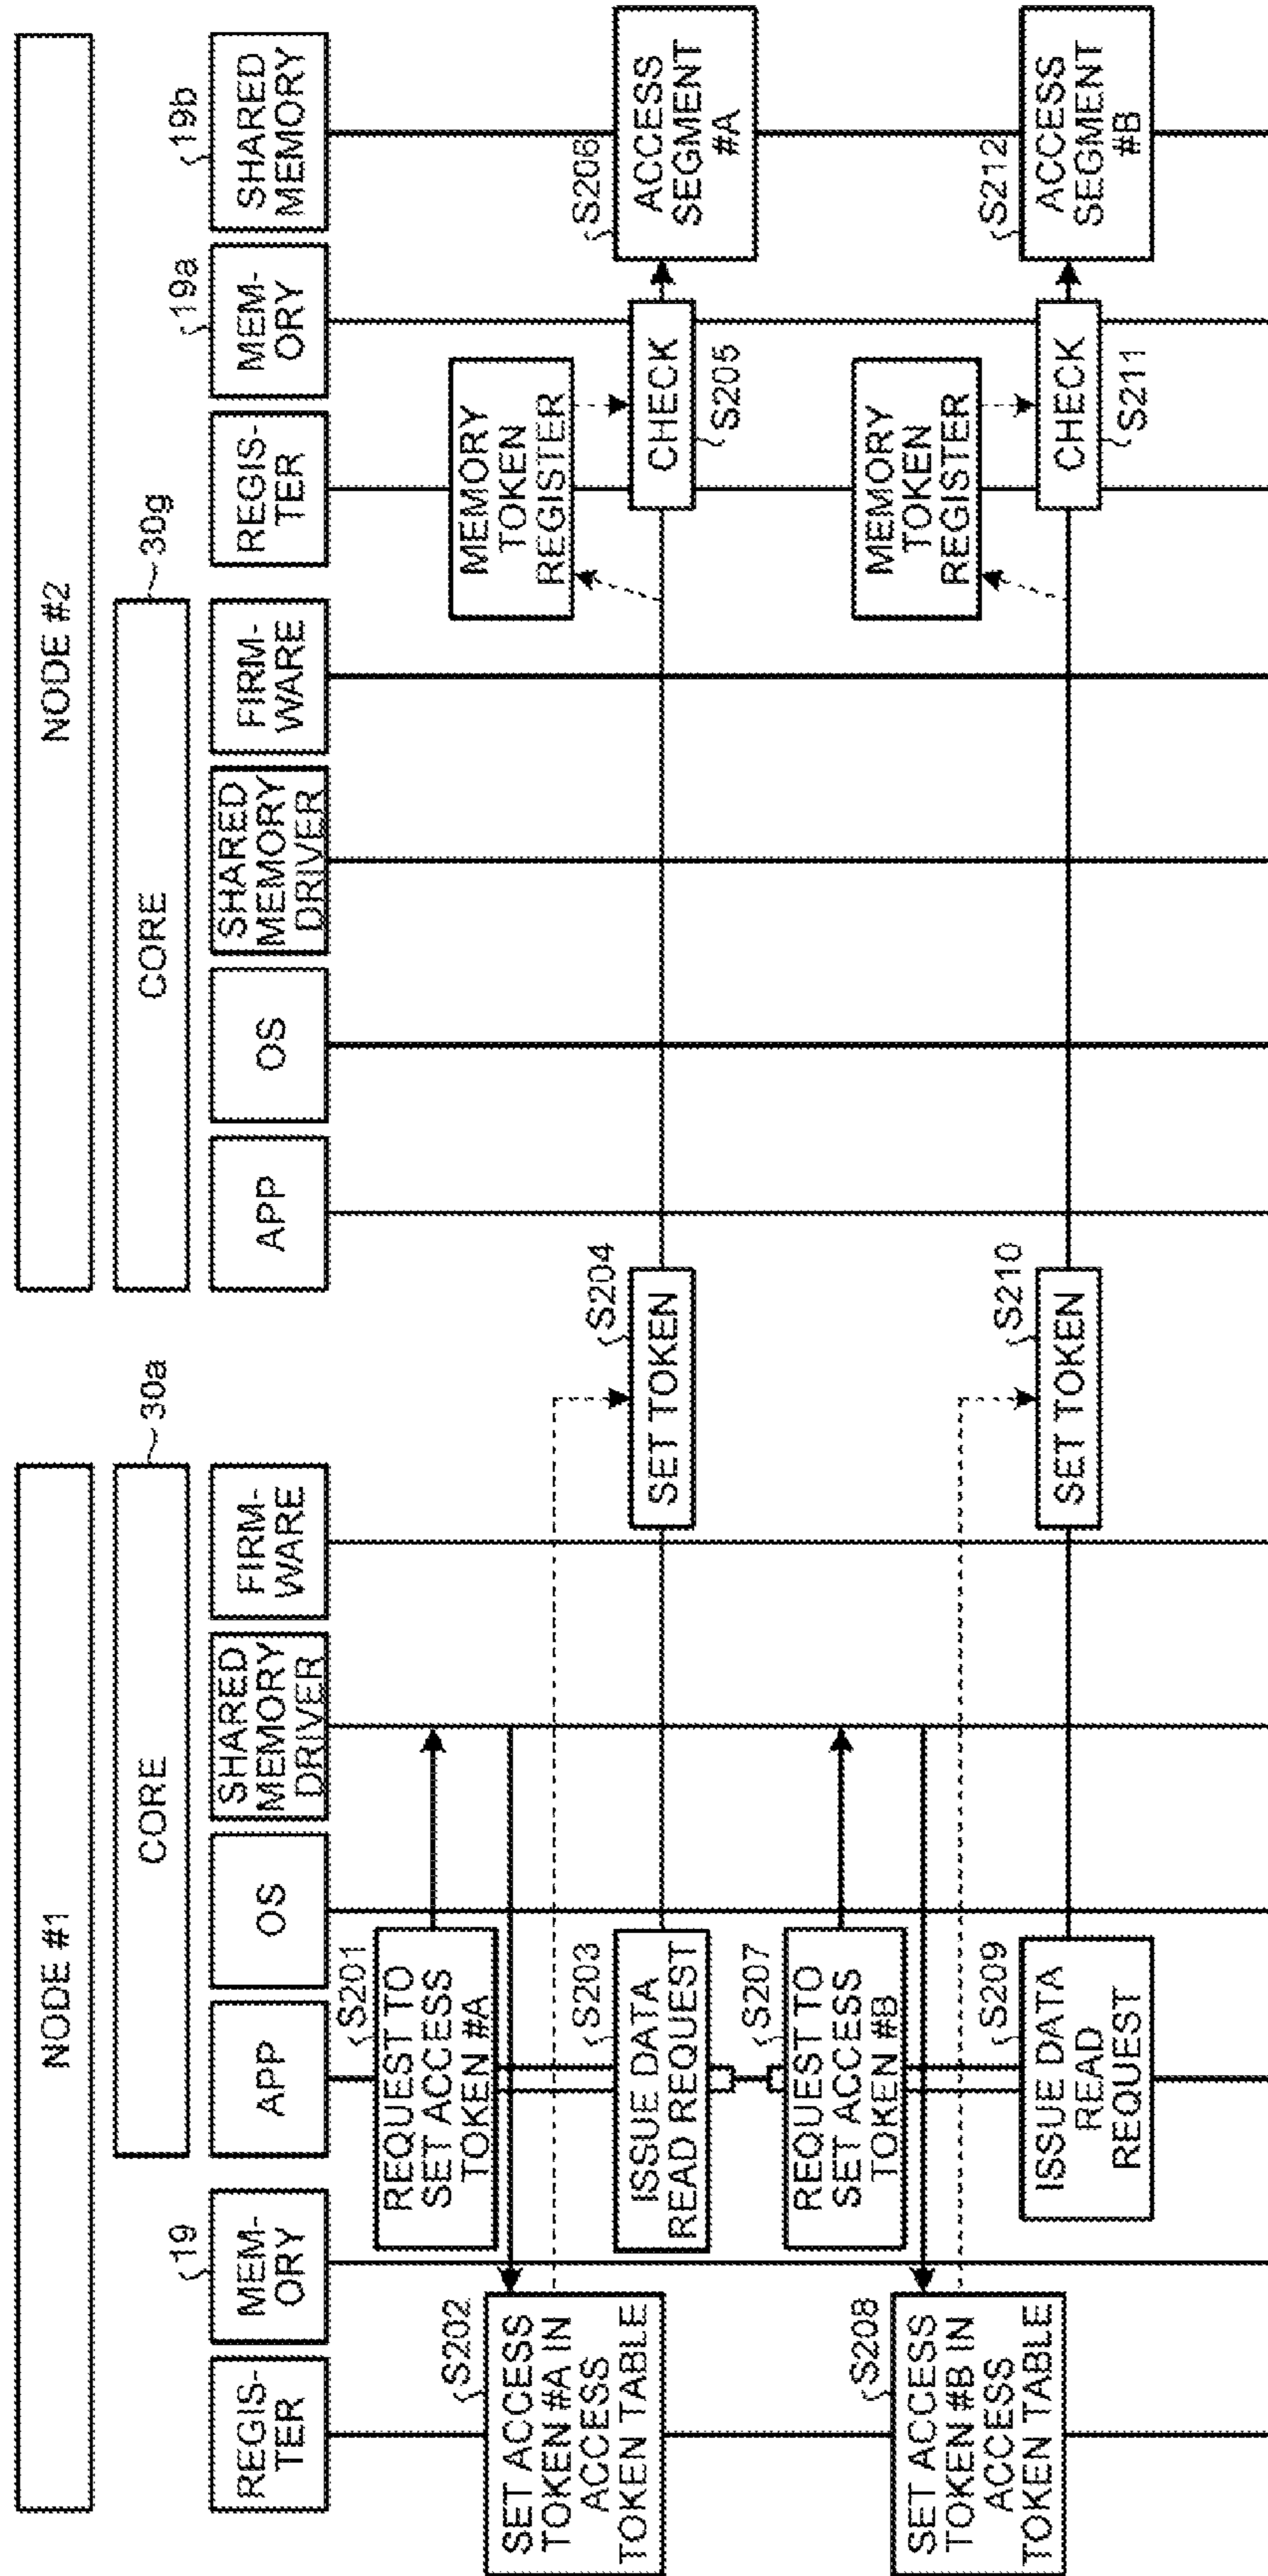 NODE #1
NODE #2
CORE
30a
CORE
30g
REGIS-
TER
19
MEM-
ORY
APP
OS
SHARED
MEMORY
DRIVER
FIRM-
WARE
APP
OS
SHARED
MEMORY
DRIVER
FIRM-
WARE
REGIS-
TER
19a
MEM-
ORY
19b
SHARED
MEMORY
S201
REQUEST TO
SET ACCESS
TOKEN #A
S202
SET ACCESS
TOKEN #A IN
ACCESS
TOKEN TABLE
S203
ISSUE DATA
READ REQUEST
S204
SET TOKEN
MEMORY
TOKEN
REGISTER
CHECK
S205
S206
ACCESS
SEGMENT
#A
S207
REQUEST TO
SET ACCESS
TOKEN #B
S208
SET ACCESS
TOKEN #B IN
ACCESS
TOKEN TABLE
S209
ISSUE DATA
READ
REQUEST
S210
SET TOKEN
MEMORY
TOKEN
REGISTER
CHECK
S211
S212
ACCESS
SEGMENT
#B